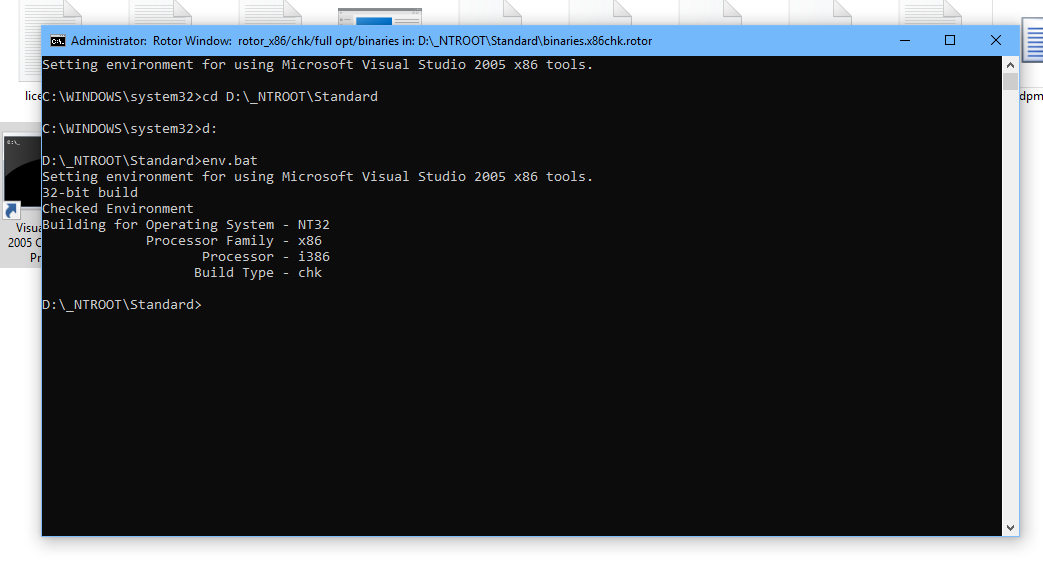 Administrator: Rotor Window: rotor_x86/chk/full opt/binaries in: D:\_NTROOT\Standard\binaries.x86chk.rotor
Setting environment for using Microsoft Visual Studio 2005 x86 tools.
C:\WINDOWS\system32>cd D:\_NTROOT\Standard
C:\WINDOWS\system32>d:
D:\_NTROOT\Standard>env.bat
Setting environment for using Microsoft Visual Studio 2005 x86 tools.
32-bit build
Checked Environment
Building for Operating System - NT32
Processor Family - x86
Processor - i386
Build Type - chk
D:\_NTROOT\Standard>
lice
dpm
Visua
2005 C
Pr